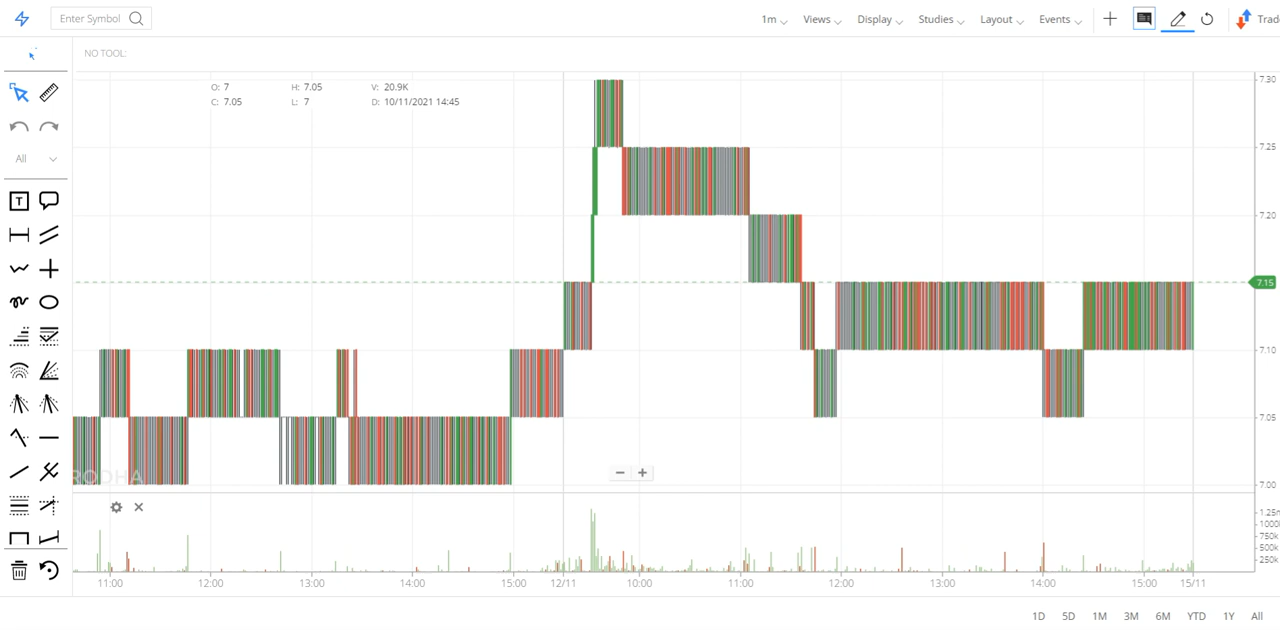 Enter Symbol
1m Views Display Studies Layout Events Trad
NO TOOL:
O: 7 H: 7.05 V: 20.9K
C: 7.05 L: 7 D: 10/11/2021 14:45
All
T
7.30
7.25
7.20
7.15
7.10
7.05
7.00
RODHA
1.25m
1000k
750k
500k
250k
11:00 12:00 13:00 14:00 15:00 12/11 10:00 11:00 12:00 13:00 14:00 15:00 15/11
1D 5D 1M 3M 6M YTD 1Y All